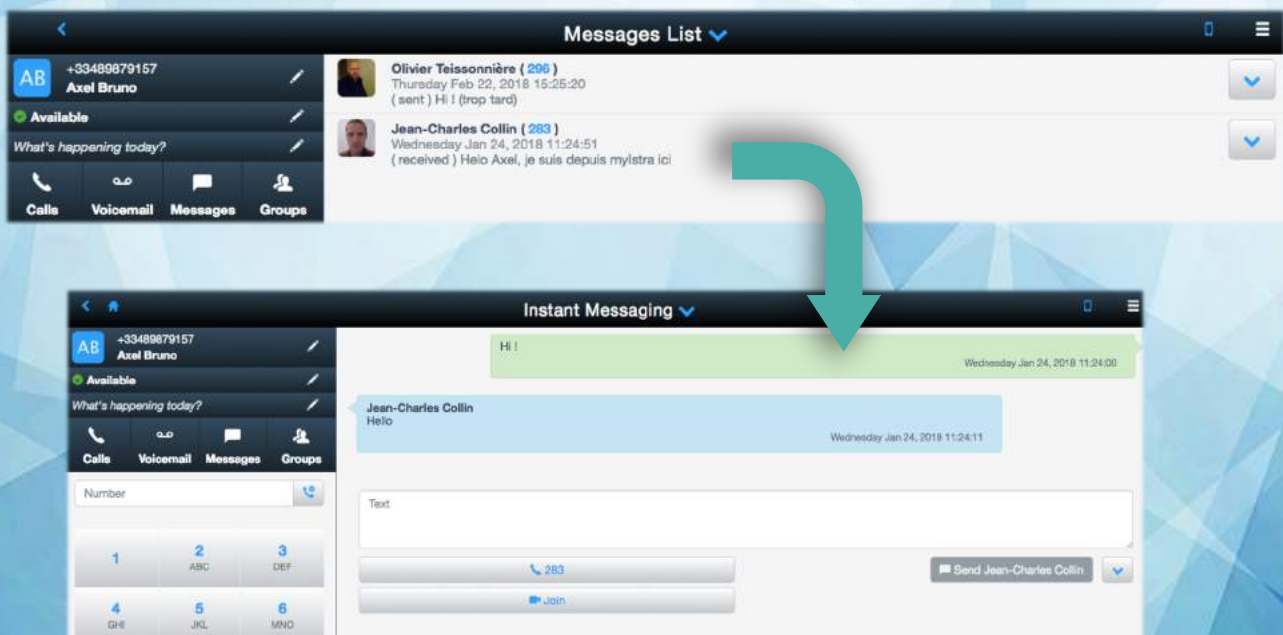 Messages List
AB
+33489879157
Axel Bruno
Available
What's happening today?
Calls Voicemail Messages Groups
Olivier Teissonnière ( 296 )
Thursday Feb 22, 2018 15:25:20
( sent ) Hi ! (trop tard)
Jean-Charles Collin ( 283 )
Wednesday Jan 24, 2018 11:24:51
( received ) Helo Axel, je suis depuis myIstra ici
Instant Messaging
AB
+33489879157
Axel Bruno
Available
What's happening today?
Calls Voicemail Messages Groups
Number
1 2 3
ABC DEF
4 5 6
GHI JKL MNO
Hi !
Wednesday Jan 24, 2018 11:24:00
Jean-Charles Collin
Hello
Wednesday Jan 24, 2018 11:24:11
Text
283
Send Jean-Charles Collin
Join